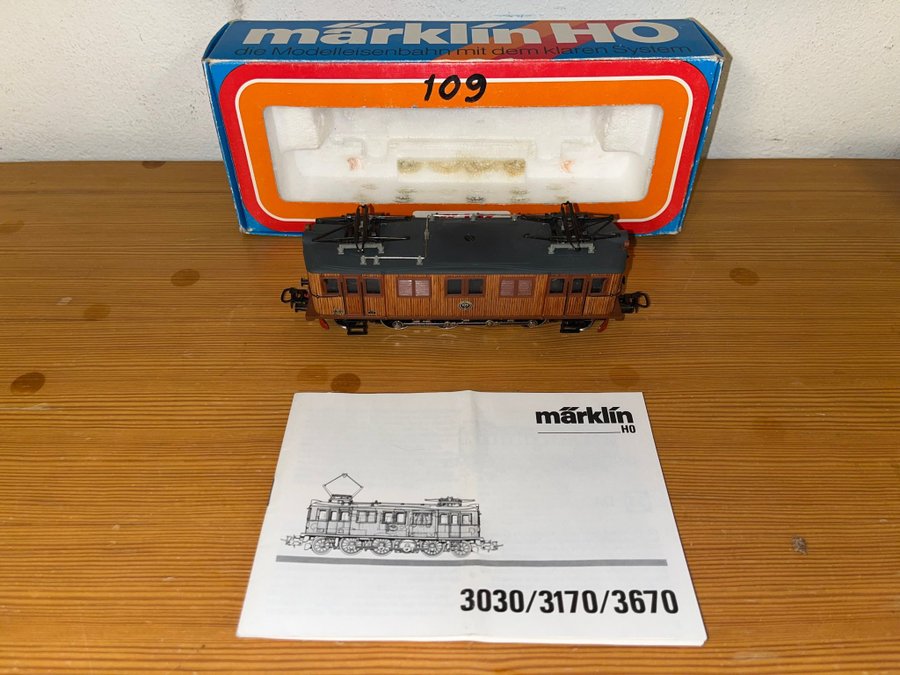 märklin HO
die Modelleisenbahn mit dem klaren System
109
märklin
HO
3030/3170/3670